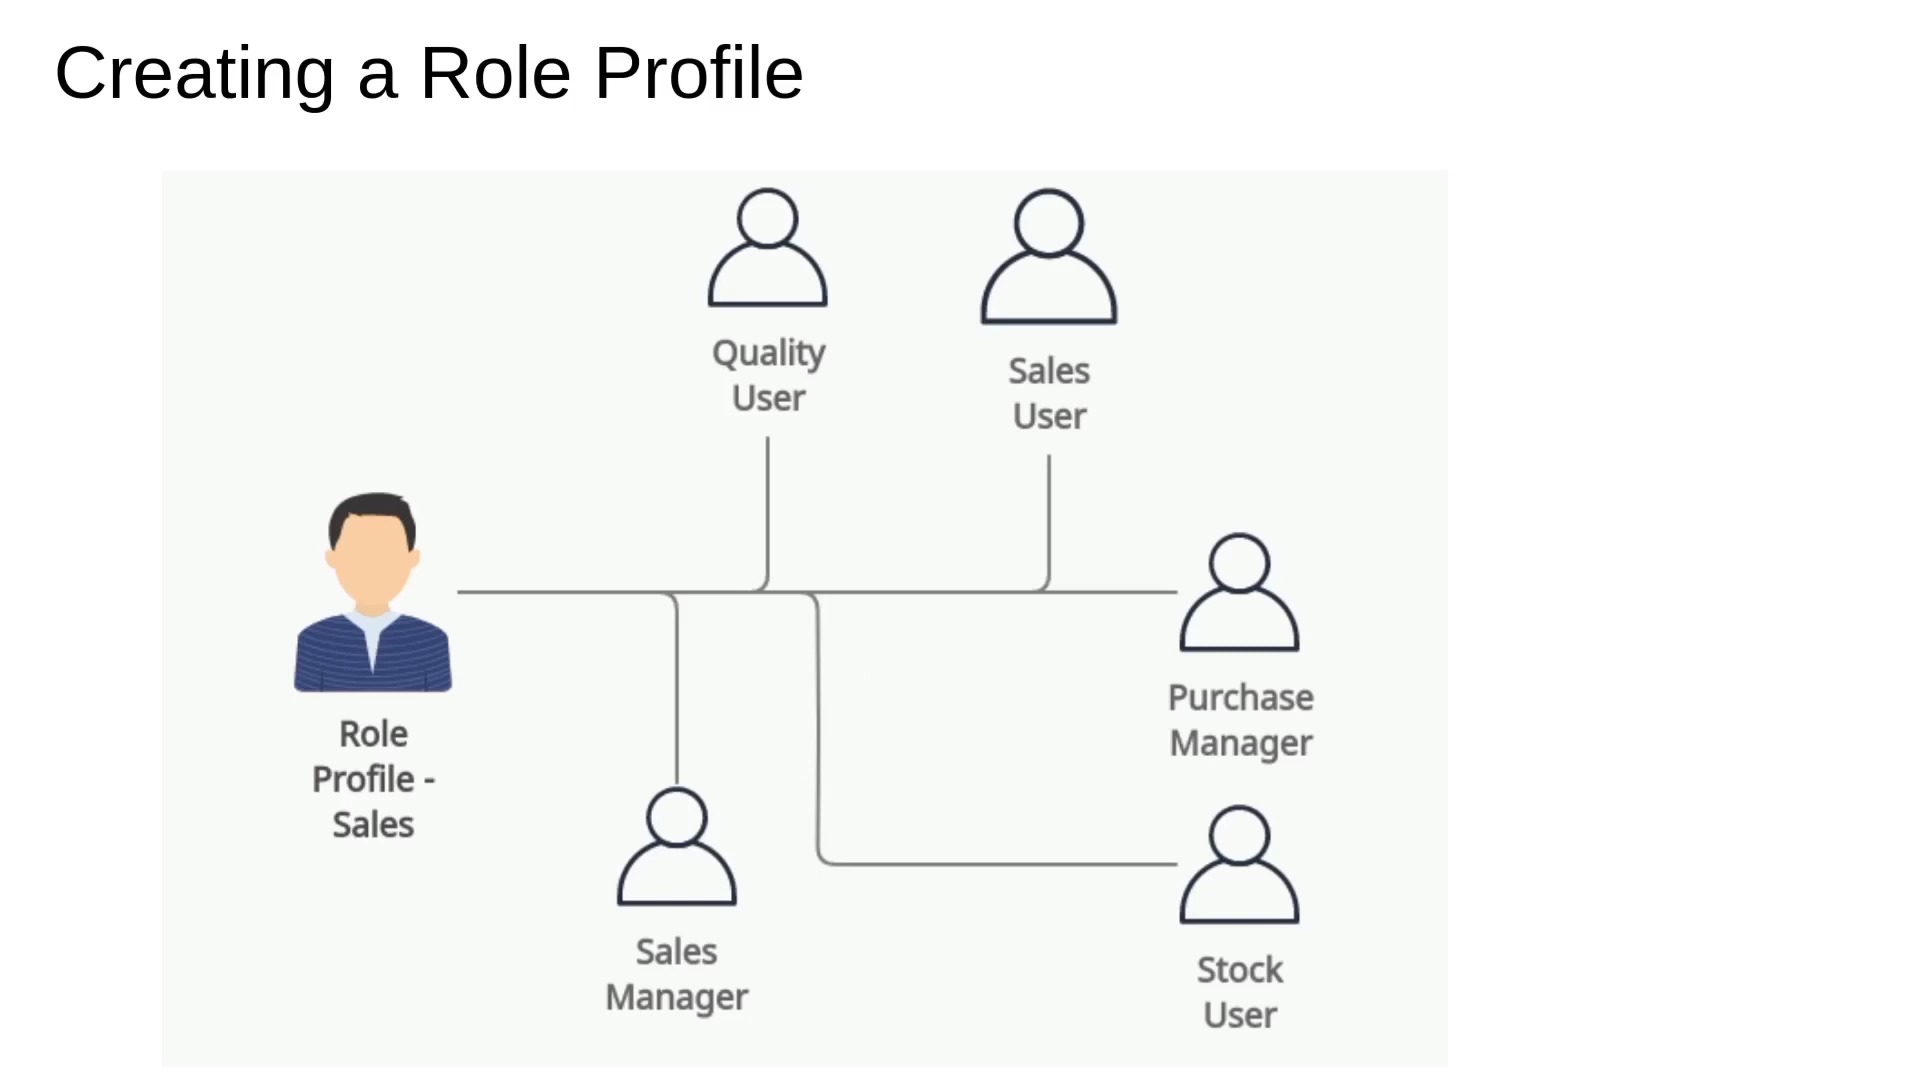 Creating a Role Profile
Quality
User
Sales
User
Role
Profile -
Sales
Purchase
Manager
Sales
Manager
Stock
User